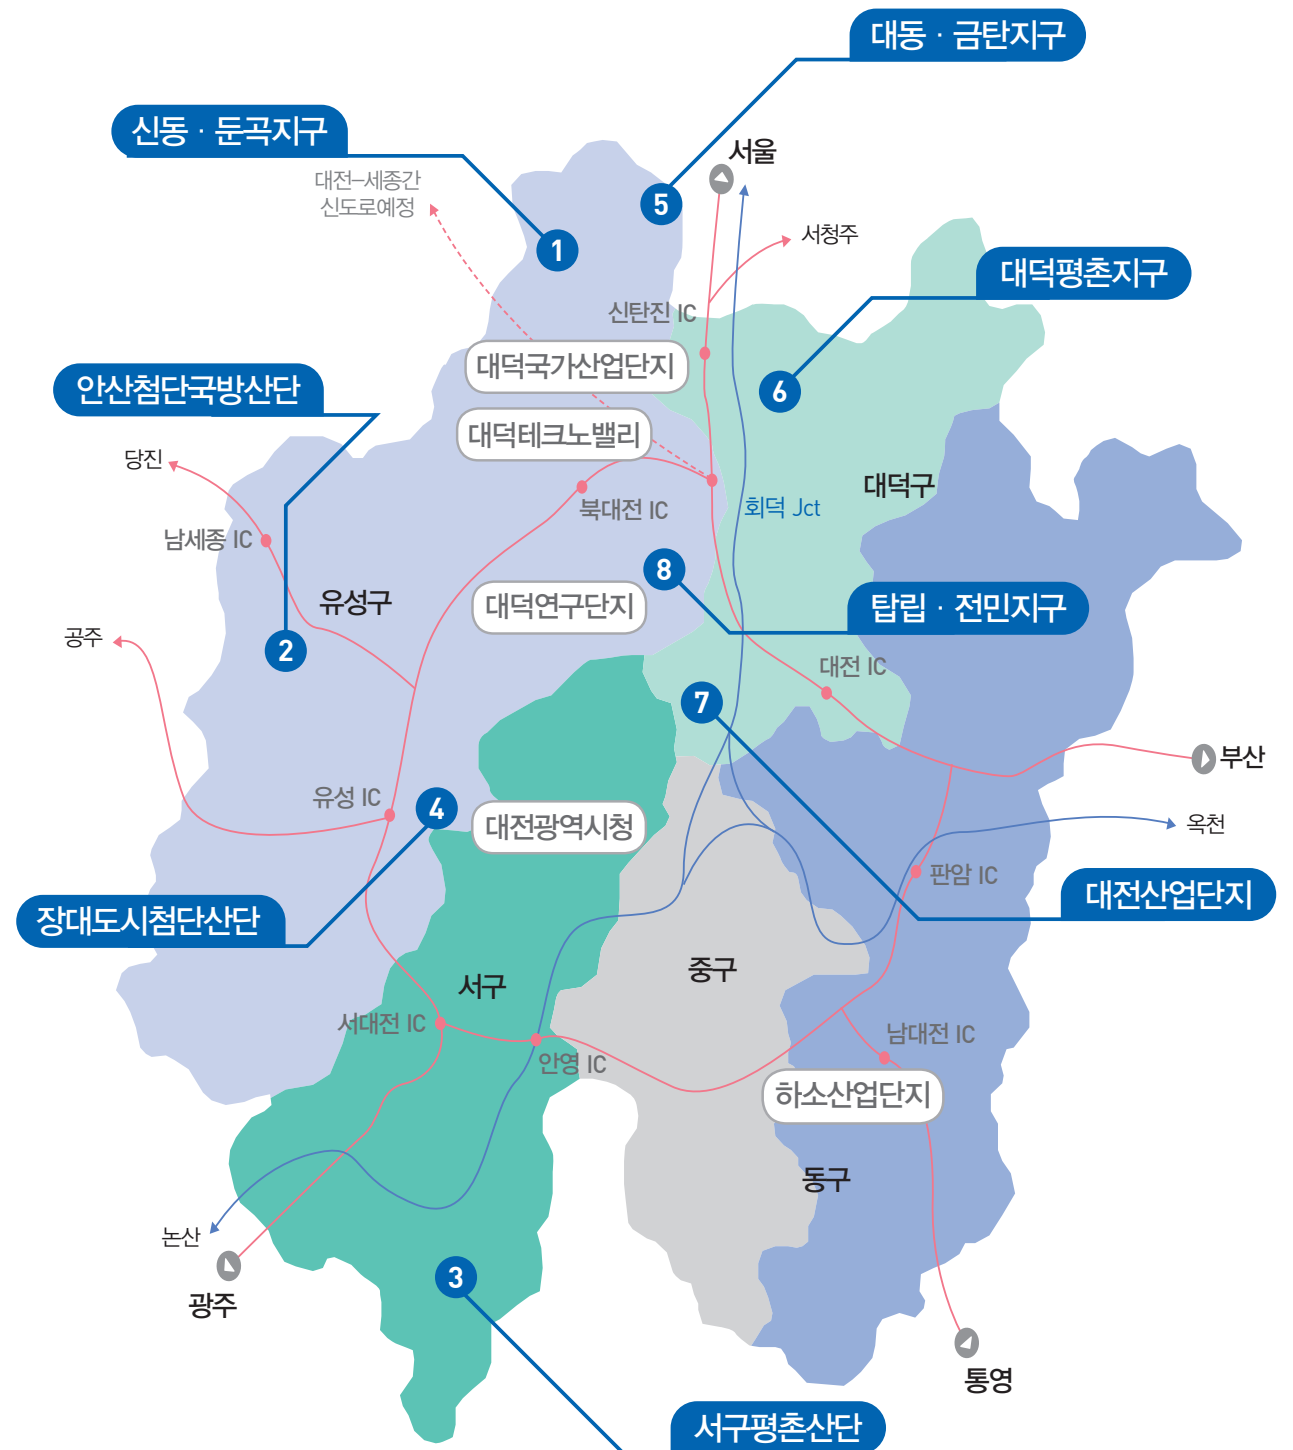 대동 · 금탄지구
신동 · 둔곡지구
서울
대전–세종간
신도로예정
5
1
서청주
대덕평촌지구
신탄진 IC
대덕국가산업단지
6
안산첨단국방산단
대덕테크노밸리
당진
대덕구
북대전 IC
회덕 Jct
남세종 IC
8
유성구
대덕연구단지
탑립 · 전민지구
공주
2
대전 IC
7
부산
유성 IC
4
대전광역시청
옥천
판암 IC
대전산업단지
장대도시첨단산단
중구
서구
서대전 IC
남대전 IC
안영 IC
하소산업단지
동구
논산
3
광주
통영
서구평촌산단